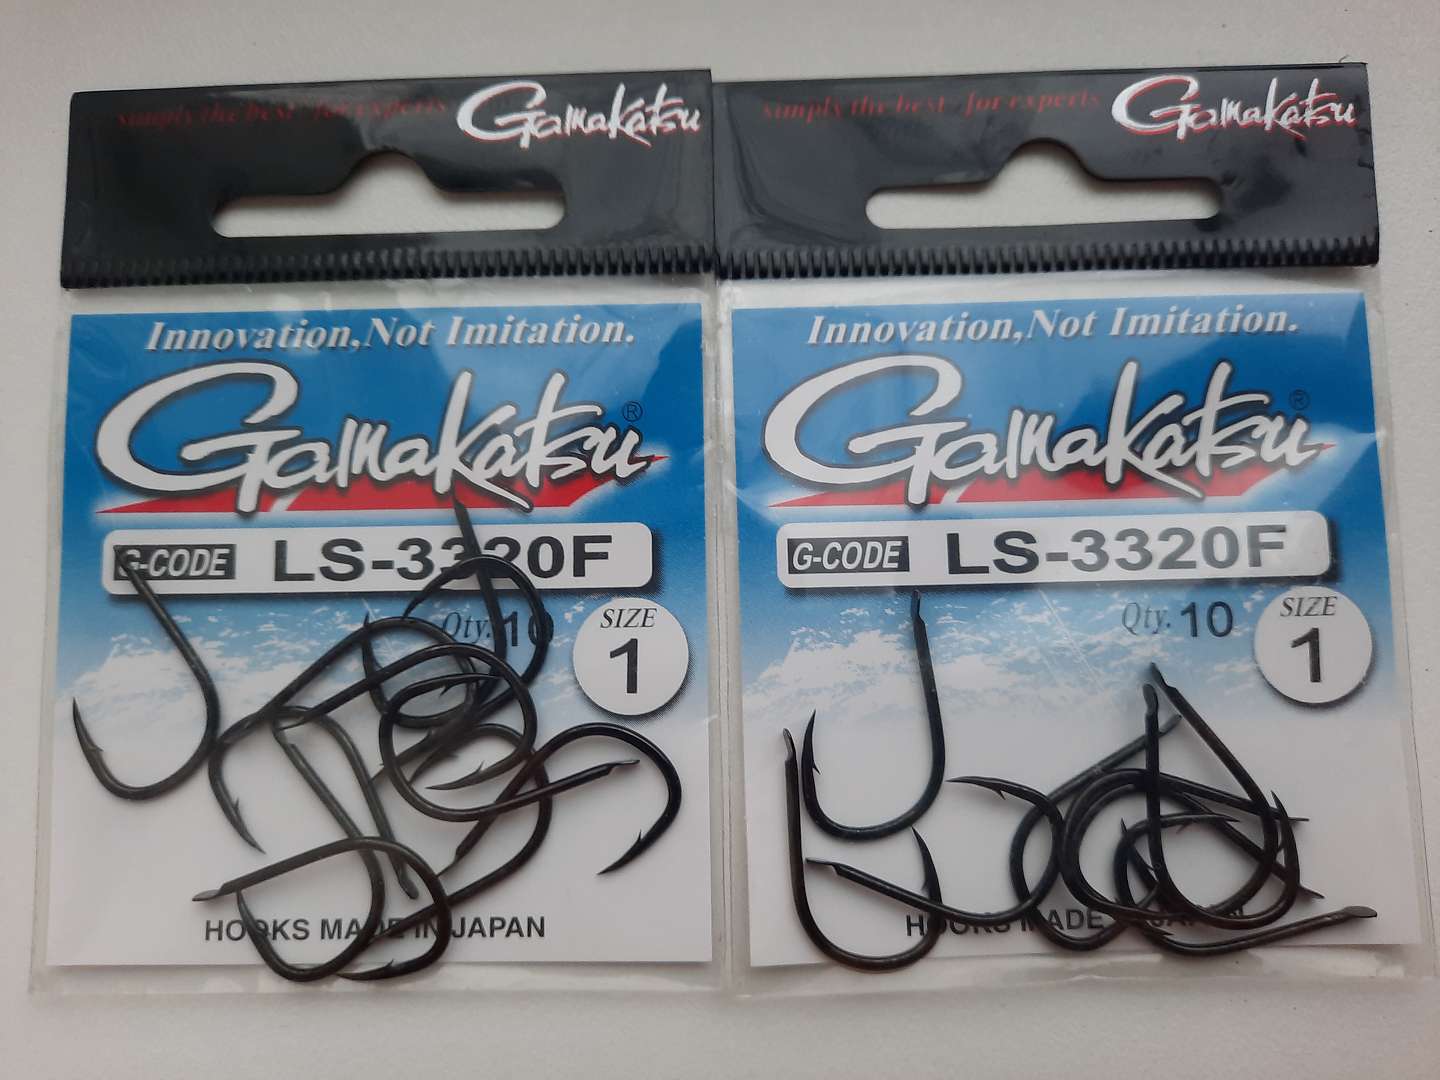 simply the best for experts Gamakatsu
Innovation, Not Imitation.
Gamakatsu®
G-CODE LS-3320F
Qty. 10
SIZE
1
HOOKS MADE IN JAPAN
simply the best for experts Gamakatsu
Innovation, Not Imitation.
Gamakatsu®
G-CODE LS-3320F
Qty. 10
SIZE
1
HOOKS MADE IN JAPAN